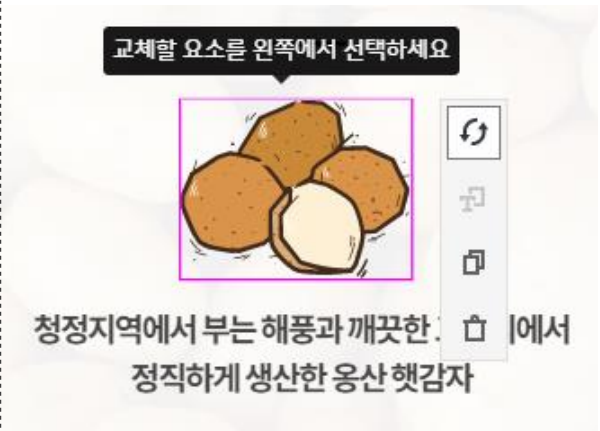 교체할 요소를 왼쪽에서 선택하세요
청정지역에서 부는 해풍과 깨끗한 에서
정직하게 생산한 옹산 햇감자